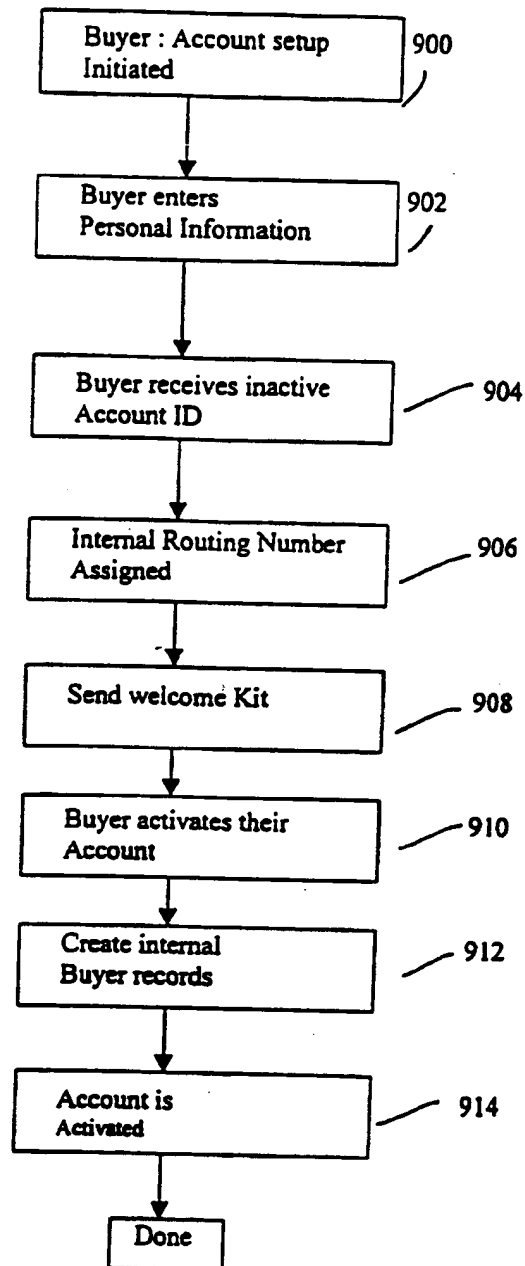 Buyer : Account setup
Initiated
900
Buyer enters
Personal Information
902
Buyer receives inactive
Account ID
904
Internal Routing Number
Assigned
906
Send welcome Kit
908
Buyer activates their
Account
910
Create internal
Buyer records
912
Account is
Activated
914
Done